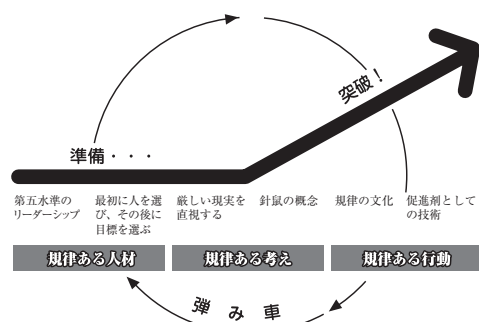 突破！
準備・・・
第五水準の
リーダーシップ
最初に人を選
び、その後に
目標を選ぶ
厳しい現実を
直視する
針鼠の概念
規律の文化
促進剤として
の技術
規律ある人材
規律ある考え
規律ある行動
弾み車